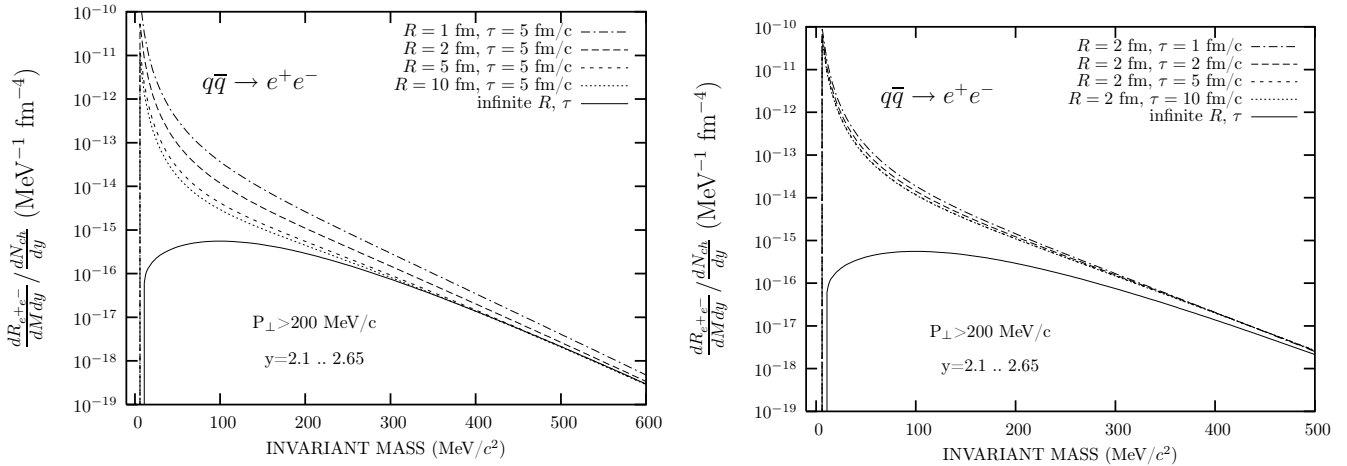 10⁻¹⁰
10⁻¹¹
10⁻¹²
10⁻¹³
10⁻¹⁴
10⁻¹⁵
10⁻¹⁶
10⁻¹⁷
10⁻¹⁸
10⁻¹⁹
dR_{e⁺e⁻}/dMdy / dN_{ch}/dy (MeV⁻¹ fm⁻⁴)
R = 1 fm, τ = 5 fm/c
R = 2 fm, τ = 5 fm/c
R = 5 fm, τ = 5 fm/c
R = 10 fm, τ = 5 fm/c
infinite R, τ
qq̅ → e⁺e⁻
P⊥>200 MeV/c
y=2.1 .. 2.65
0 100 200 300 400 500 600
INVARIANT MASS (MeV/c²)
10⁻¹⁰
10⁻¹¹
10⁻¹²
10⁻¹³
10⁻¹⁴
10⁻¹⁵
10⁻¹⁶
10⁻¹⁷
10⁻¹⁸
10⁻¹⁹
dR_{e⁺e⁻}/dMdy / dN_{ch}/dy (MeV⁻¹ fm⁻⁴)
R = 2 fm, τ = 1 fm/c
R = 2 fm, τ = 2 fm/c
R = 2 fm, τ = 5 fm/c
R = 2 fm, τ = 10 fm/c
infinite R, τ
qq̅ → e⁺e⁻
P⊥>200 MeV/c
y=2.1 .. 2.65
0 100 200 300 400 500
INVARIANT MASS (MeV/c²)